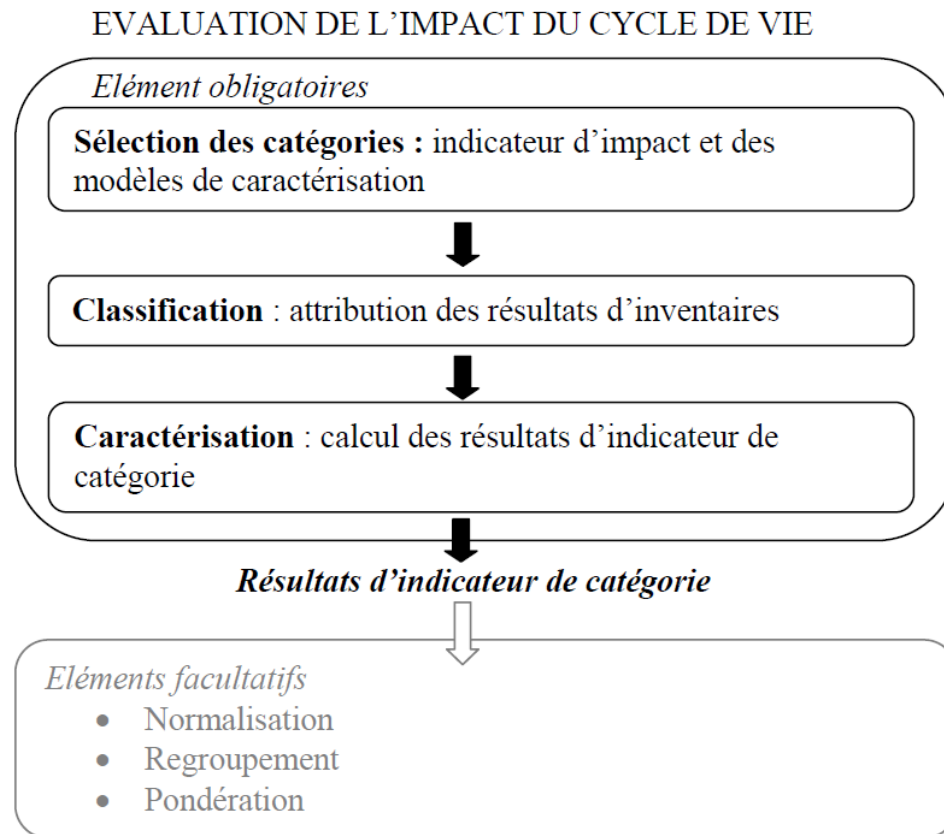 EVALUATION DE L’IMPACT DU CYCLE DE VIE
Elément obligatoires
Sélection des catégories : indicateur d’impact et des
modèles de caractérisation
Classification : attribution des résultats d’inventaires
Caractérisation : calcul des résultats d’indicateur de
catégorie
Résultats d’indicateur de catégorie
Eléments facultatifs
• Normalisation
• Regroupement
• Pondération